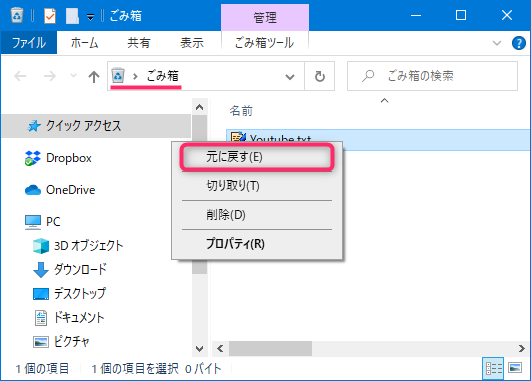 ごみ箱
管理
ファイル
ホーム
共有
表示
ごみ箱ツール
ごみ箱
ごみ箱の検索
名前
クイック アクセス
Youtube.txt
Dropbox
元に戻す(E)
OneDrive
切り取り(T)
PC
削除(D)
3D オブジェクト
プロパティ(R)
ダウンロード
デスクトップ
ドキュメント
ピクチャ
1 個の項目
1 個の項目を選択 0 バイト